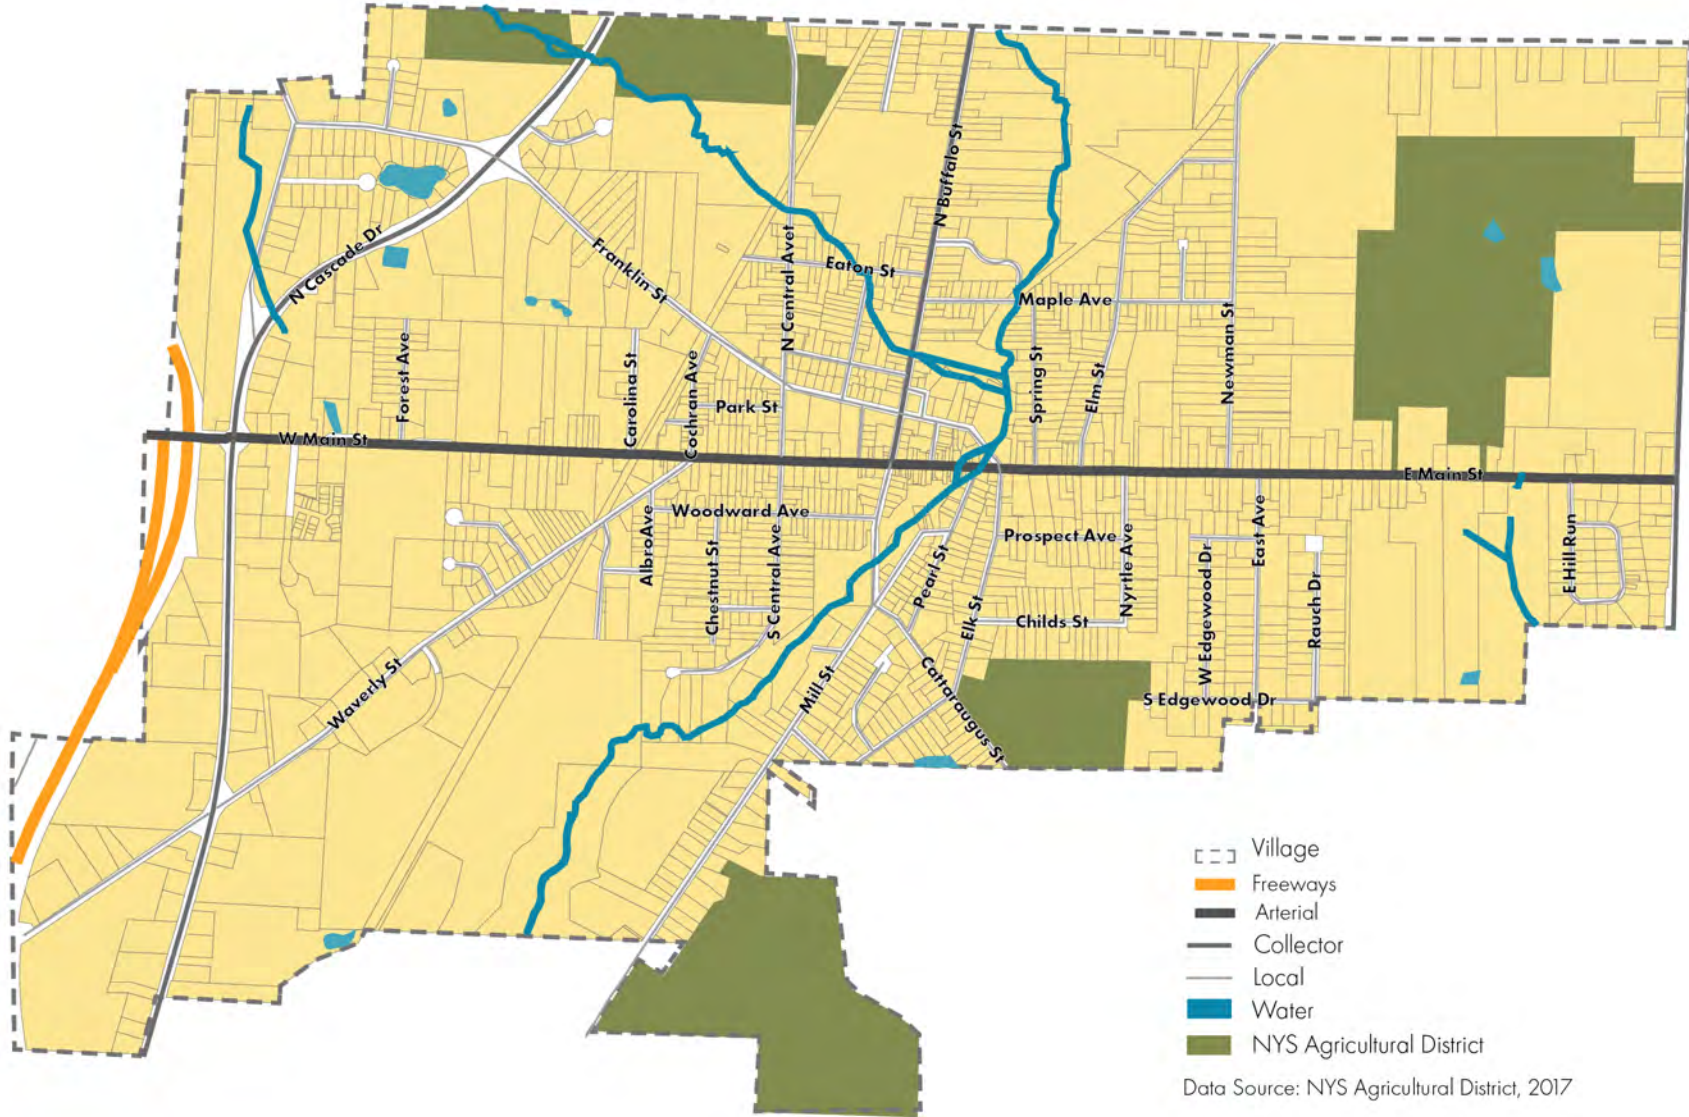 N Buffalo St
N Cascade Dr
Franklin St
N Central Avet
Eaton St
Maple Ave
Forest Ave
Carolina St
Cochran Ave
Park St
Spring St
Elm St
Newman St
W Main St
E Main St
Woodward Ave
Albro Ave
Chestnut St
S Central Ave
Pearl St
Elk St
Prospect Ave
Nyrtle Ave
Childs St
W Edgewood Dr
East Ave
Rauch Dr
E Hill Run
Waverly St
Mill St
Cattaraugus St
S Edgewood Dr
Village
Freeways
Arterial
Collector
Local
Water
NYS Agricultural District
Data Source: NYS Agricultural District, 2017